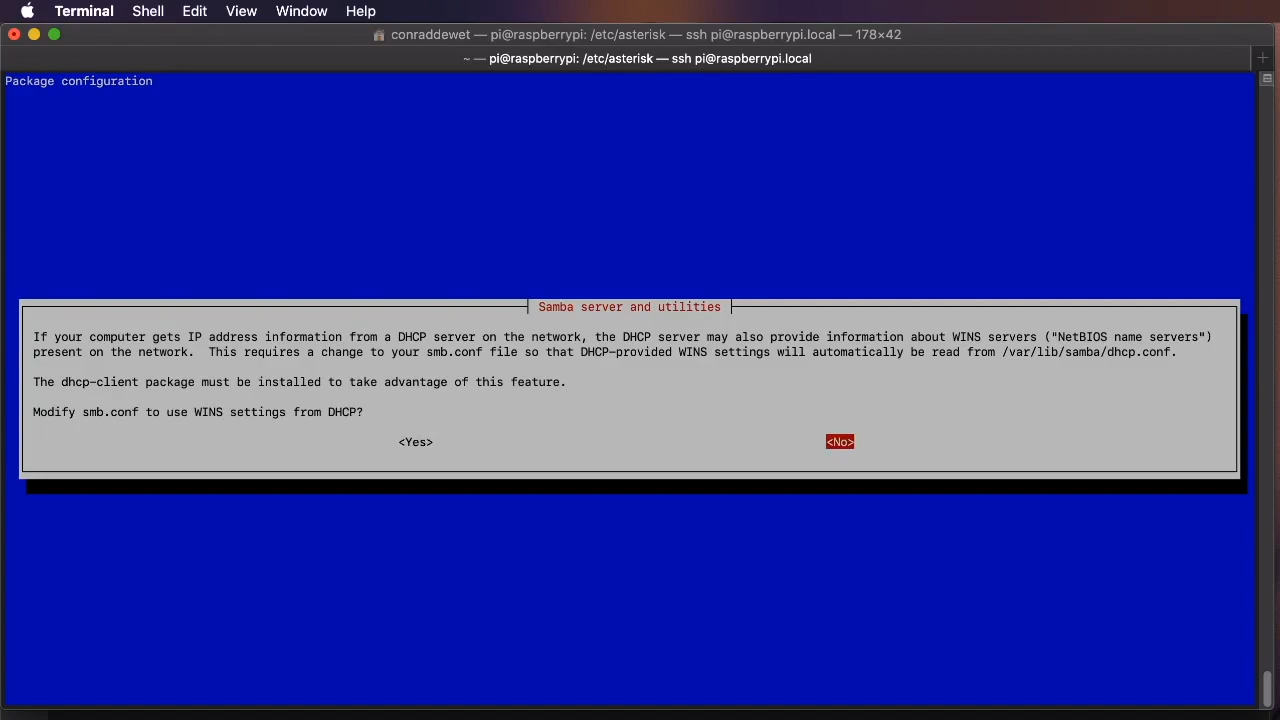 Terminal Shell Edit View Window Help
conraddewet — pi@raspberrypi: /etc/asterisk — ssh pi@raspberrypi.local — 178×42
~ — pi@raspberrypi: /etc/asterisk — ssh pi@raspberrypi.local
Package configuration
Samba server and utilities
If your computer gets IP address information from a DHCP server on the network, the DHCP server may also provide information about WINS servers ("NetBIOS name servers")
present on the network.  This requires a change to your smb.conf file so that DHCP-provided WINS settings will automatically be read from /var/lib/samba/dhcp.conf.
The dhcp-client package must be installed to take advantage of this feature.
Modify smb.conf to use WINS settings from DHCP?
<Yes> <No>